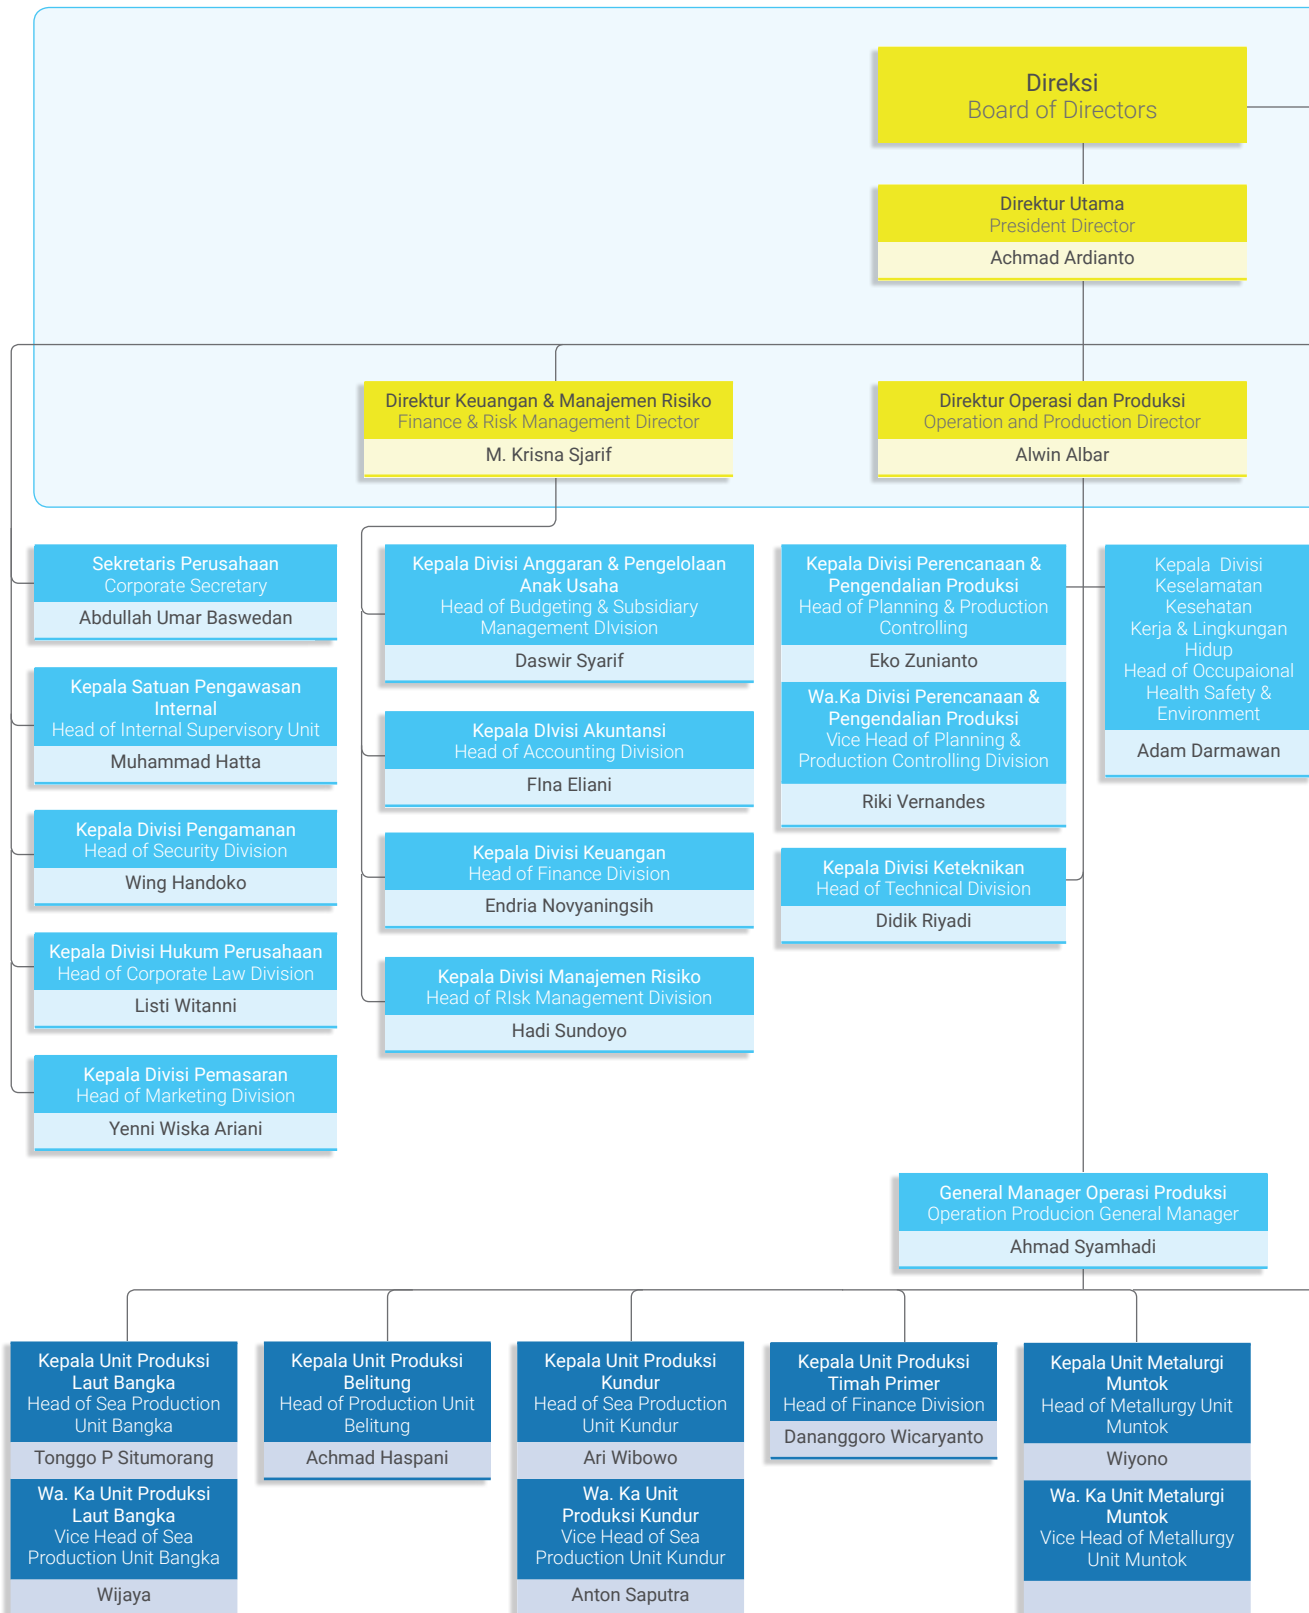 Direksi
Board of Directors
Direktur Utama
President Director
Achmad Ardianto
Direktur Keuangan & Manajemen Risiko
Finance & Risk Management Director
M. Krisna Sjarif
Direktur Operasi dan Produksi
Operation and Production Director
Alwin Albar
Sekretaris Perusahaan
Corporate Secretary
Abdullah Umar Baswedan
Kepala Satuan Pengawasan
Internal
Head of Internal Supervisory Unit
Muhammad Hatta
Kepala Divisi Pengamanan
Head of Security Division
Wing Handoko
Kepala Divisi Hukum Perusahaan
Head of Corporate Law Division
Listi Witanni
Kepala Divisi Pemasaran
Head of Marketing Division
Yenni Wiska Ariani
Kepala Divisi Anggaran & Pengelolaan
Anak Usaha
Head of Budgeting & Subsidiary
Management DIvision
Daswir Syarif
Kepala DIvisi Akuntansi
Head of Accounting Division
FIna Eliani
Kepala Divisi Keuangan
Head of Finance Division
Endria Novyaningsih
Kepala Divisi Manajemen Risiko
Head of RIsk Management Division
Hadi Sundoyo
Kepala Divisi Perencanaan &
Pengendalian Produksi
Head of Planning & Production
Controlling
Eko Zunianto
Wa.Ka Divisi Perencanaan &
Pengendalian Produksi
Vice Head of Planning &
Production Controlling Division
Riki Vernandes
Kepala Divisi Keteknikan
Head of Technical Division
Didik Riyadi
Kepala Divisi
Keselamatan
Kesehatan
Kerja & Lingkungan
Hidup
Head of Occupaional
Health Safety &
Environment
Adam Darmawan
General Manager Operasi Produksi
Operation Producion General Manager
Ahmad Syamhadi
Kepala Unit Produksi
Laut Bangka
Head of Sea Production
Unit Bangka
Tonggo P Situmorang
Wa. Ka Unit Produksi
Laut Bangka
Vice Head of Sea
Production Unit Bangka
Wijaya
Kepala Unit Produksi
Belitung
Head of Production Unit
Belitung
Achmad Haspani
Kepala Unit Produksi
Kundur
Head of Sea Production
Unit Kundur
Ari Wibowo
Wa. Ka Unit
Produksi Kundur
Vice Head of Sea
Production Unit Kundur
Anton Saputra
Kepala Unit Produksi
Timah Primer
Head of Finance Division
Dananggoro Wicaryanto
Kepala Unit Metalurgi
Muntok
Head of Metallurgy Unit
Muntok
Wiyono
Wa. Ka Unit Metalurgi
Muntok
Vice Head of Metallurgy
Unit Muntok